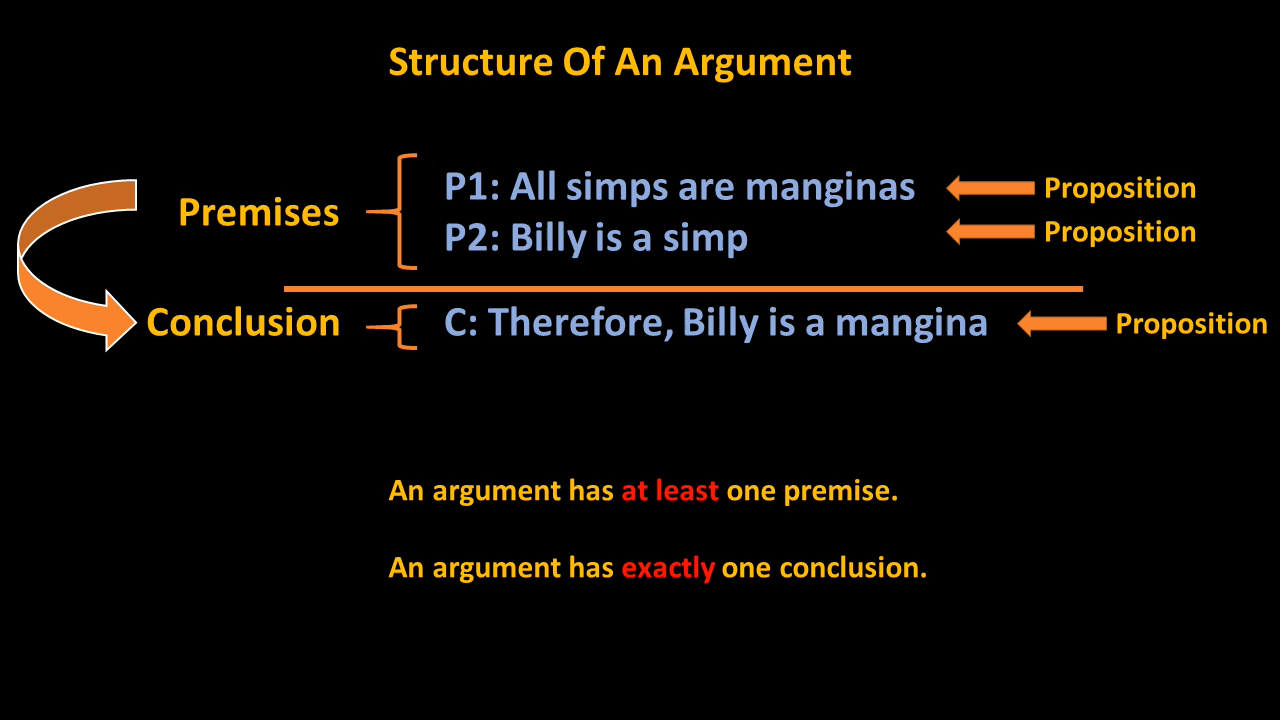 Structure Of An Argument
Premises
P1: All simps are manginas
Proposition
P2: Billy is a simp
Proposition
Conclusion
C: Therefore, Billy is a mangina
Proposition
An argument has at least one premise.
An argument has exactly one conclusion.